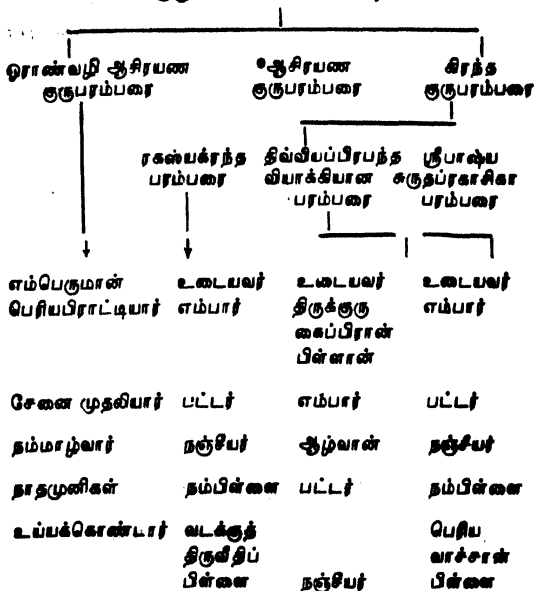 ஓராண்வழி ஆசிரயண ஆசிரயண கிரந்த
குருபரம்பரை குருபரம்பரை குருபரம்பரை
ரகஸ்யக்ரந்த திவ்வியப்பிரபந்த ஸ்ரீபாஷ்ய
பரம்பரை வியாக்கியான சுருதப்ரகாசிகா
பரம்பரை பரம்பரை
எம்பெருமான் உடையவர் உடையவர் உடையவர்
பெரியபிராட்டியார் எம்பார் திருக்குரு எம்பார்
கைப்பிரான்
பிள்ளான்
சேனை முதலியார் பட்டர் எம்பார் பட்டர்
நம்மாழ்வார் நஞ்சீயர் ஆழ்வான் நஞ்சீயர்
நாதமுனிகள் நம்பிள்ளை பட்டர் நம்பிள்ளை
உய்யக்கொண்டார் வடக்குத் பெரிய
திருவீதிப் வாச்சான்
பிள்ளை நஞ்சீயர் பிள்ளை